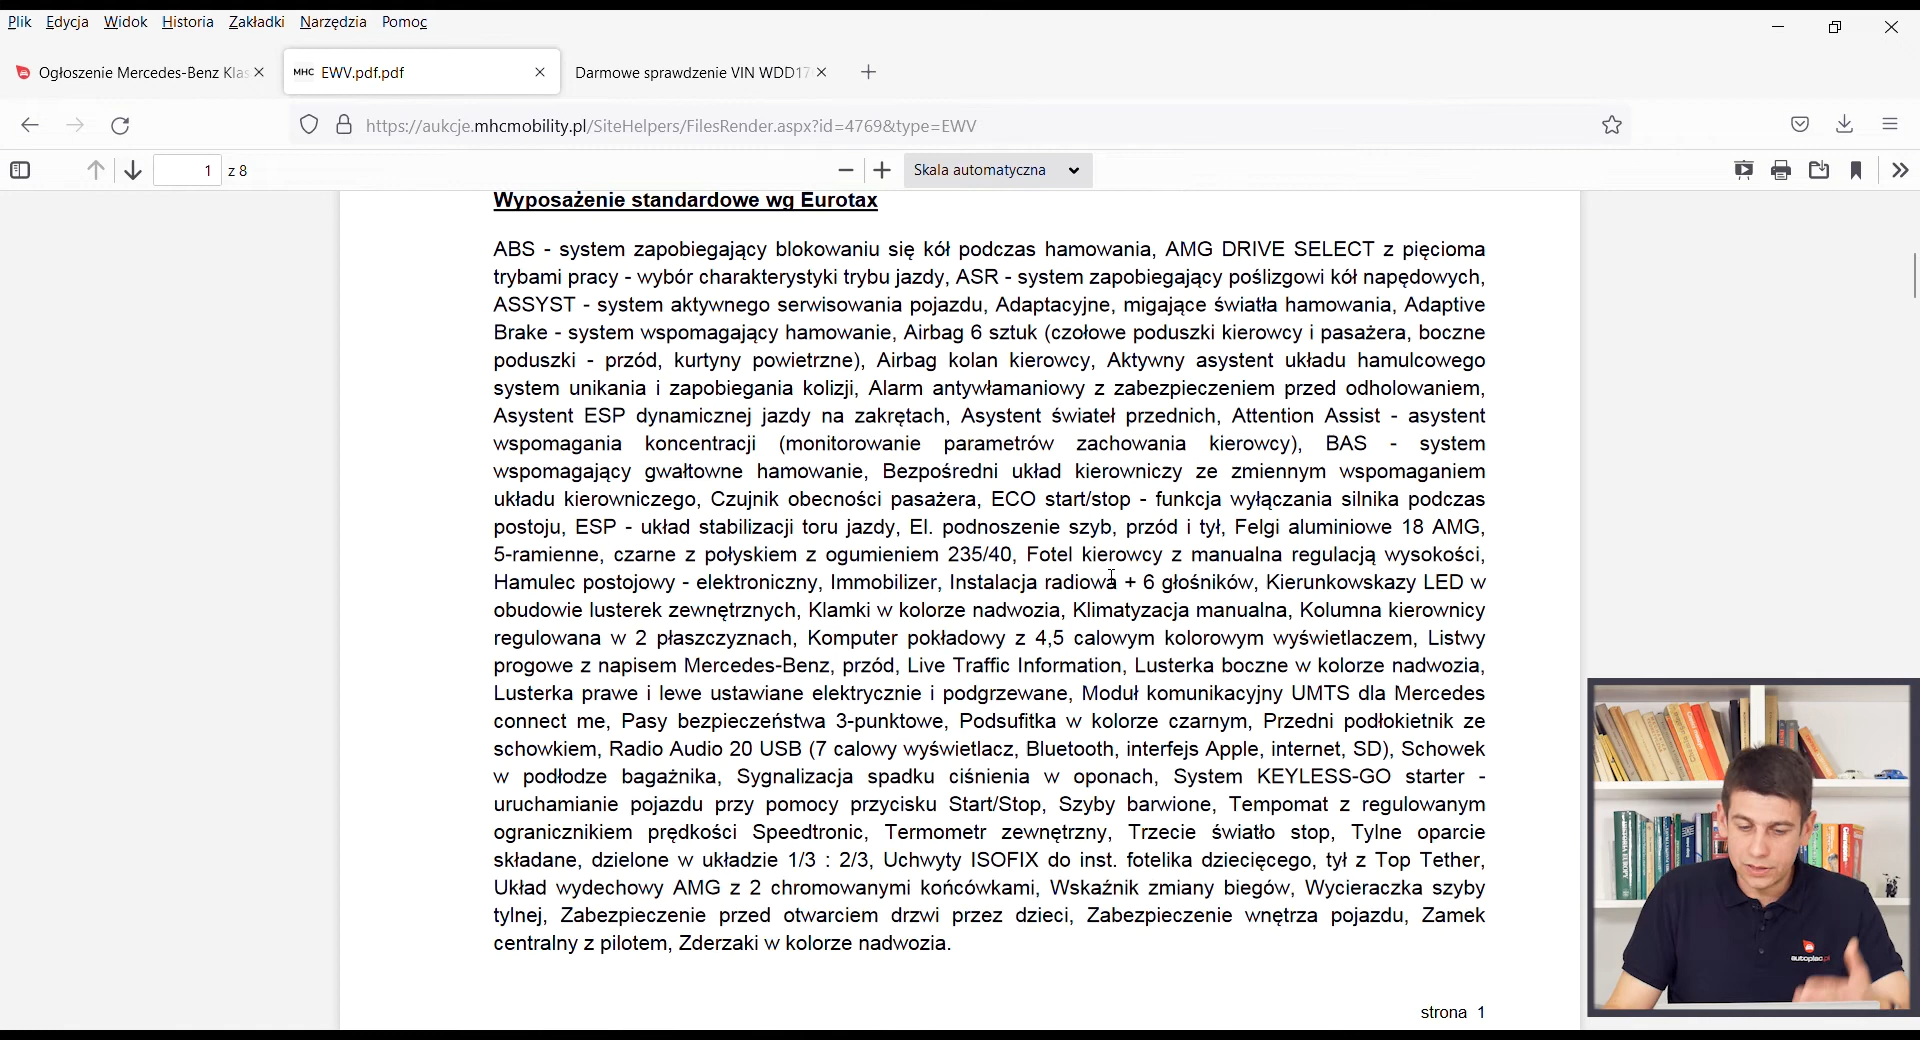 Plik Edycja Widok Historia Zakładki Narzędzia Pomoc
Ogłoszenie Mercedes-Benz Klas
MHC EWV.pdf.pdf
Darmowe sprawdzenie VIN WDD17
https://aukcje.mhcmobility.pl/SiteHelpers/FilesRender.aspx?id=4769&type=EWV
1 z 8
Skala automatyczna
Wyposażenie standardowe wg Eurotax
ABS - system zapobiegający blokowaniu się kół podczas hamowania, AMG DRIVE SELECT z pięcioma
trybami pracy - wybór charakterystyki trybu jazdy, ASR - system zapobiegający poślizgowi kół napędowych,
ASSYST - system aktywnego serwisowania pojazdu, Adaptacyjne, migające światła hamowania, Adaptive
Brake - system wspomagający hamowanie, Airbag 6 sztuk (czołowe poduszki kierowcy i pasażera, boczne
poduszki - przód, kurtyny powietrzne), Airbag kolan kierowcy, Aktywny asystent układu hamulcowego
system unikania i zapobiegania kolizji, Alarm antywłamaniowy z zabezpieczeniem przed odholowaniem,
Asystent ESP dynamicznej jazdy na zakrętach, Asystent świateł przednich, Attention Assist - asystent
wspomagania koncentracji (monitorowanie parametrów zachowania kierowcy), BAS - system
wspomagający gwałtowne hamowanie, Bezpośredni układ kierowniczy ze zmiennym wspomaganiem
układu kierowniczego, Czujnik obecności pasażera, ECO start/stop - funkcja wyłączania silnika podczas
postoju, ESP - układ stabilizacji toru jazdy, El. podnoszenie szyb, przód i tył, Felgi aluminiowe 18 AMG,
5-ramienne, czarne z połyskiem z ogumieniem 235/40, Fotel kierowcy z manualna regulacją wysokości,
Hamulec postojowy - elektroniczny, Immobilizer, Instalacja radiowa + 6 głośników, Kierunkowskazy LED w
obudowie lusterek zewnętrznych, Klamki w kolorze nadwozia, Klimatyzacja manualna, Kolumna kierownicy
regulowana w 2 płaszczyznach, Komputer pokładowy z 4,5 calowym kolorowym wyświetlaczem, Listwy
progowe z napisem Mercedes-Benz, przód, Live Traffic Information, Lusterka boczne w kolorze nadwozia,
Lusterka prawe i lewe ustawiane elektrycznie i podgrzewane, Moduł komunikacyjny UMTS dla Mercedes
connect me, Pasy bezpieczeństwa 3-punktowe, Podsufitka w kolorze czarnym, Przedni podłokietnik ze
schowkiem, Radio Audio 20 USB (7 calowy wyświetlacz, Bluetooth, interfejs Apple, internet, SD), Schowek
w podłodze bagażnika, Sygnalizacja spadku ciśnienia w oponach, System KEYLESS-GO starter -
uruchamianie pojazdu przy pomocy przycisku Start/Stop, Szyby barwione, Tempomat z regulowanym
ogranicznikiem prędkości Speedtronic, Termometr zewnętrzny, Trzecie światło stop, Tylne oparcie
składane, dzielone w układzie 1/3 : 2/3, Uchwyty ISOFIX do inst. fotelika dziecięcego, tył z Top Tether,
Układ wydechowy AMG z 2 chromowanymi końcówkami, Wskaźnik zmiany biegów, Wycieraczka szyby
tylnej, Zabezpieczenie przed otwarciem drzwi przez dzieci, Zabezpieczenie wnętrza pojazdu, Zamek
centralny z pilotem, Zderzaki w kolorze nadwozia.
strona 1
autoplac.pl